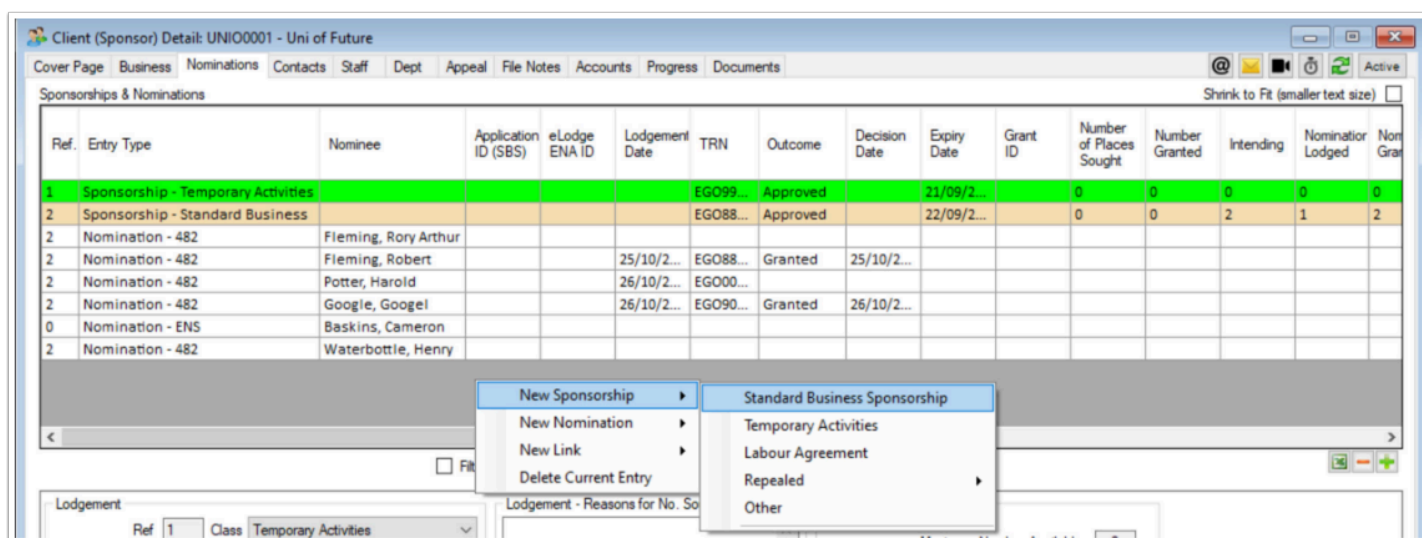 Client (Sponsor) Detail: UNIO0001 - Uni of Future
Cover Page Business Nominations Contacts Staff Dept Appeal File Notes Accounts Progress Documents @ Active
Sponsorships & Nominations Shrink to Fit (smaller text size)
Ref. Entry Type Nominee Application ID (SBS) eLodge ENA ID Lodgement Date TRN Outcome Decision Date Expiry Date Grant ID Number of Places Sought Number Granted Intending Nomination Lodged Nom Gran
1 Sponsorship - Temporary Activities EGO99... Approved 21/09/2... 0 0 0 0 0
2 Sponsorship - Standard Business EGO88... Approved 22/09/2... 0 0 2 1 2
2 Nomination - 482 Fleming, Rory Arthur
2 Nomination - 482 Fleming, Robert 25/10/2... EGO88... Granted 25/10/2...
2 Nomination - 482 Potter, Harold 26/10/2... EGO00...
2 Nomination - 482 Google, Googel 26/10/2... EGO90... Granted 26/10/2...
0 Nomination - ENS Baskins, Cameron
2 Nomination - 482 Waterbottle, Henry
New Sponsorship
New Nomination
New Link
Delete Current Entry
Standard Business Sponsorship
Temporary Activities
Labour Agreement
Repealed
Other
Lodgement
Ref 1 Class Temporary Activities
Lodgement - Reasons for No. So